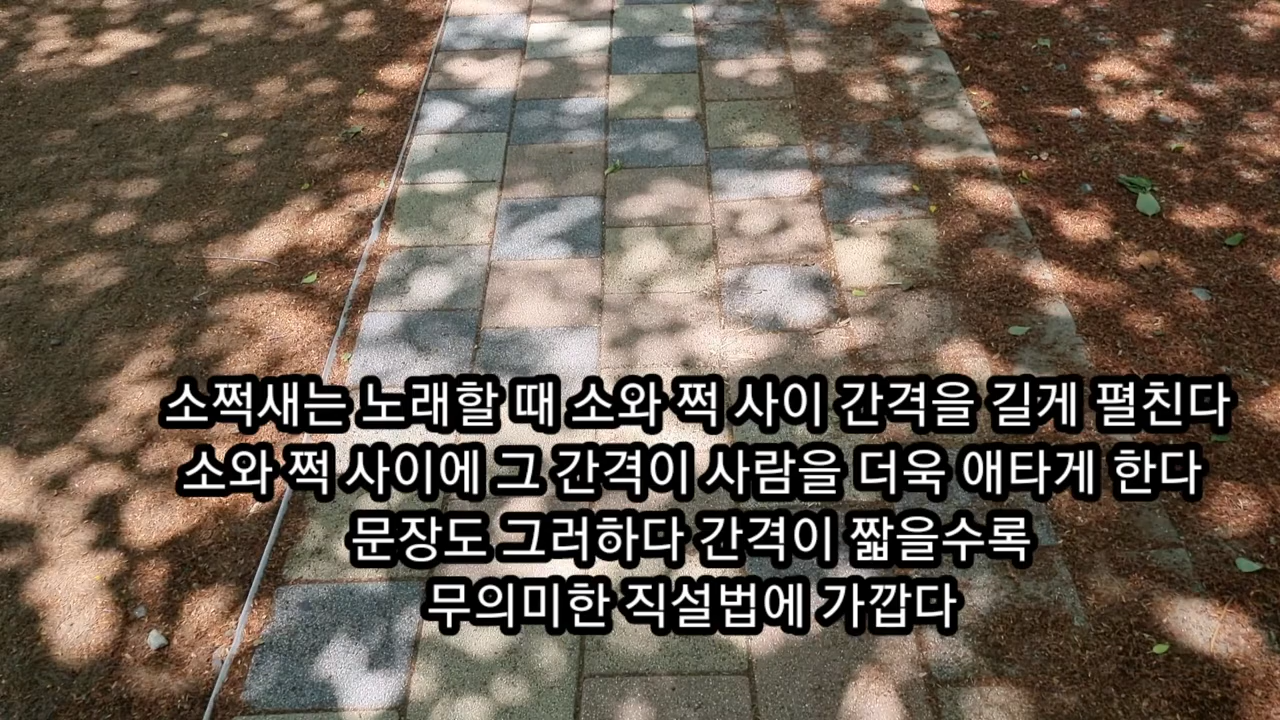 소쩍새는 노래할 때 소와 쩍 사이 간격을 길게 펼친다
소와 쩍 사이에 그 간격이 사람을 더욱 애타게 한다
문장도 그러하다 간격이 짧을수록
무의미한 직설법에 가깝다